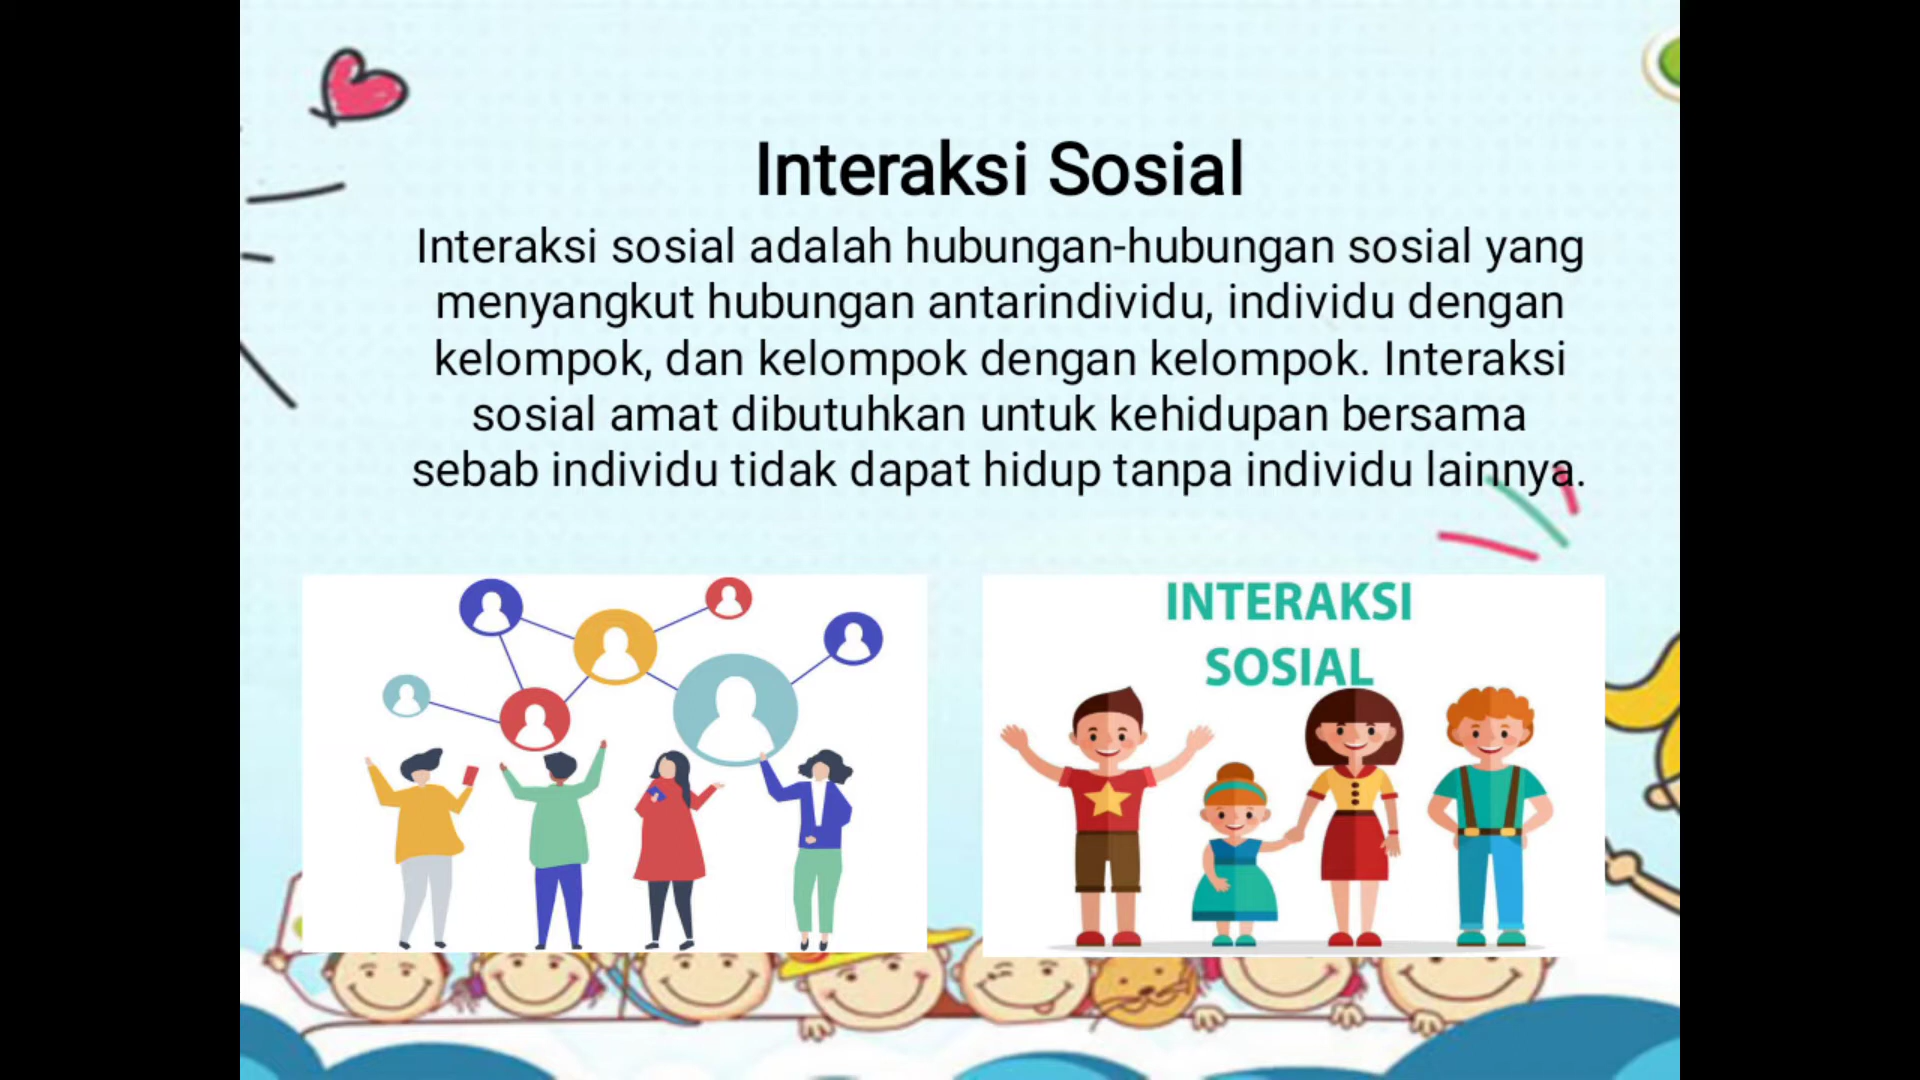 Interaksi Sosial
Interaksi sosial adalah hubungan-hubungan sosial yang
menyangkut hubungan antarindividu, individu dengan
kelompok, dan kelompok dengan kelompok. Interaksi
sosial amat dibutuhkan untuk kehidupan bersama
sebab individu tidak dapat hidup tanpa individu lainnya.
INTERAKSI
SOSIAL